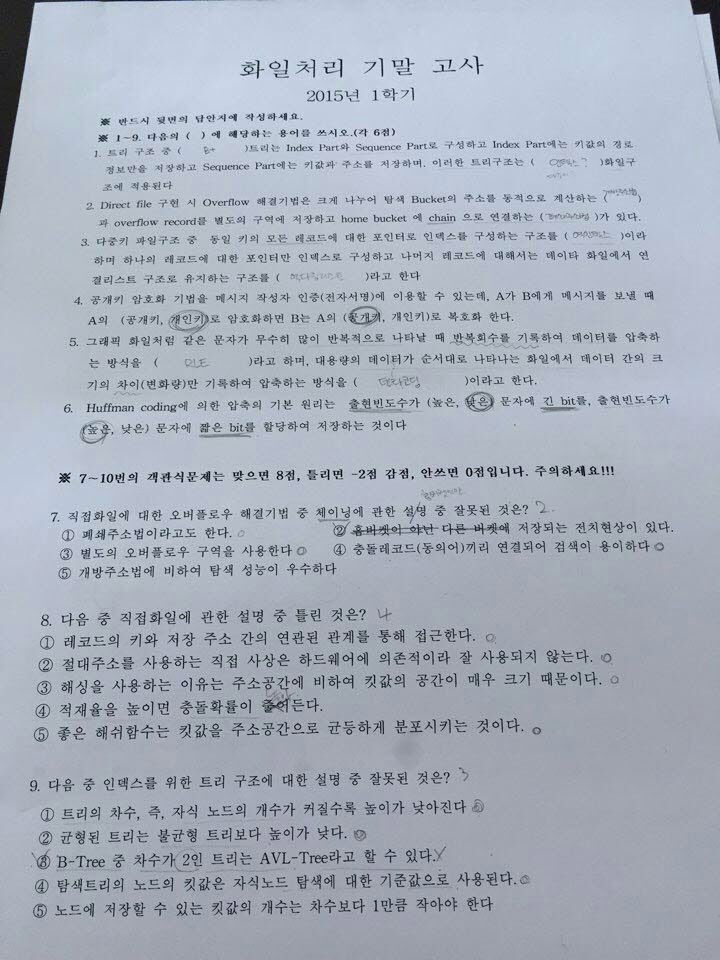 화일처리 기말 고사
2015년 1학기
※ 반드시 뒷면의 답안지에 작성하세요.
※ 1~9. 다음의 ( )에 해당하는 용어를 쓰시오.(각 6점)
1. 트리 구조 중 ( B+ )트리는 Index Part와 Sequence Part로 구성하고 Index Part에는 키값의 경로
정보만을 저장하고 Sequence Part에는 키값과 주소를 저장하며, 이러한 트리구조는 ( ? )화일구
조에 적용된다
2. Direct file 구현 시 Overflow 해결기법은 크게 나누어 탐색 Bucket의 주소를 동적으로 계산하는 ( 개방주소법 )
과 overflow record를 별도의 구역에 저장하고 home bucket 에 chain 으로 연결하는 ( )가 있다.
3. 다중키 파일구조 중 동일 키의 모든 레코드에 대한 포인터로 인덱스를 구성하는 구조를 ( )이라
하며 하나의 레코드에 대한 포인터만 인덱스로 구성하고 나머지 레코드에 대해서는 데이타 화일에서 연
결리스트 구조로 유지하는 구조를 ( )라고 한다
4. 공개키 암호화 기법을 메시지 작성자 인증(전자서명)에 이용할 수 있는데, A가 B에게 메시지를 보낼 때
A의 (공개키, 개인키)로 암호화하면 B는 A의 (공개키, 개인키)로 복호화 한다.
5. 그래픽 화일처럼 같은 문자가 무수히 많이 반복적으로 나타날 때 반복회수를 기록하여 데이터를 압축하
는 방식을 ( )라고 하며, 대용량의 데이터가 순서대로 나타나는 화일에서 데이터 간의 크
기의 차이(변화량)만 기록하여 압축하는 방식을 ( 델타코딩 )이라고 한다.
6. Huffman coding에 의한 압축의 기본 원리는 출현빈도수가 (높은, 낮은) 문자에 긴 bit를, 출현빈도수가
(높은, 낮은) 문자에 짧은 bit를 할당하여 저장하는 것이다
※ 7~10번의 객관식문제는 맞으면 8점, 틀리면 -2점 감점, 안쓰면 0점입니다. 주의하세요!!!
7. 직접화일에 대한 오버플로우 해결기법 중 체이닝에 관한 설명 중 잘못된 것은? 2.
① 폐쇄주소법이라고도 한다. ② 홈버켓이 아닌 다른 버켓에 저장되는 전치현상이 있다.
③ 별도의 오버플로우 구역을 사용한다 ④ 충돌레코드(동의어)끼리 연결되어 검색이 용이하다
⑤ 개방주소법에 비하여 탐색 성능이 우수하다
8. 다음 중 직접화일에 관한 설명 중 틀린 것은? 4
① 레코드의 키와 저장 주소 간의 연관된 관계를 통해 접근한다.
② 절대주소를 사용하는 직접 사상은 하드웨어에 의존적이라 잘 사용되지 않는다.
③ 해싱을 사용하는 이유는 주소공간에 비하여 킷값의 공간이 매우 크기 때문이다.
④ 적재율을 높이면 충돌확률이 줄어든다.
⑤ 좋은 해쉬함수는 킷값을 주소공간으로 균등하게 분포시키는 것이다.
9. 다음 중 인덱스를 위한 트리 구조에 대한 설명 중 잘못된 것은? 3
① 트리의 차수, 즉, 자식 노드의 개수가 커질수록 높이가 낮아진다
② 균형된 트리는 불균형 트리보다 높이가 낮다.
③ B-Tree 중 차수가 2인 트리는 AVL-Tree라고 할 수 있다.
④ 탐색트리의 노드의 킷값은 자식노드 탐색에 대한 기준값으로 사용된다.
⑤ 노드에 저장할 수 있는 킷값의 개수는 차수보다 1만큼 작아야 한다